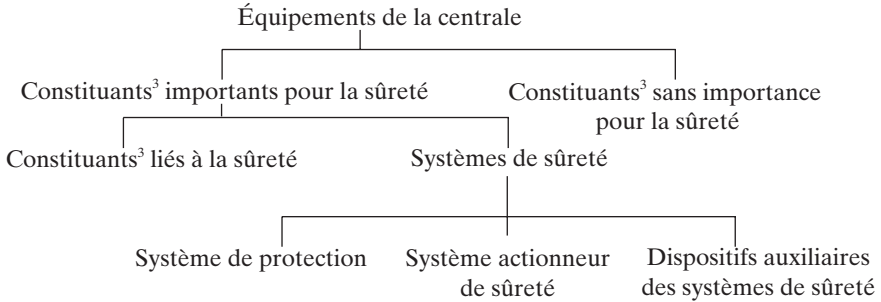 Équipements de la centrale
Constituants³ importants pour la sûreté
Constituants³ sans importance
pour la sûreté
Constituants³ liés à la sûreté
Systèmes de sûreté
Système de protection
Système actionneur
de sûreté
Dispositifs auxiliaires
des systèmes de sûreté